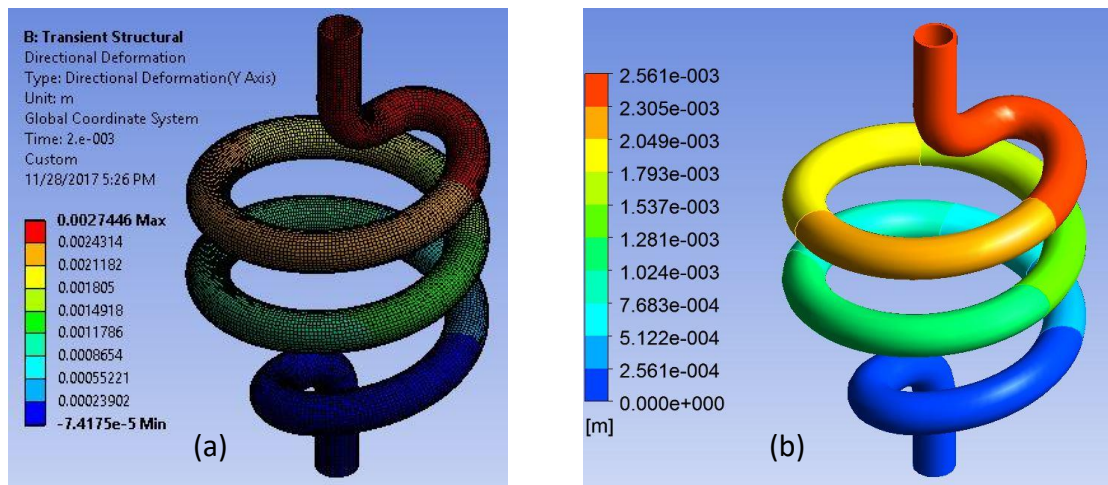 B: Transient Structural
Directional Deformation
Type: Directional Deformation(Y Axis)
Unit: m
Global Coordinate System
Time: 2.e-003
Custom
11/28/2017 5:26 PM
0.0027446 Max
0.0024314
0.0021182
0.001805
0.0014918
0.0011786
0.0008654
0.00055221
0.00023902
-7.4175e-5 Min
(a)
2.561e-003
2.305e-003
2.049e-003
1.793e-003
1.537e-003
1.281e-003
1.024e-003
7.683e-004
5.122e-004
2.561e-004
0.000e+000
[m]
(b)